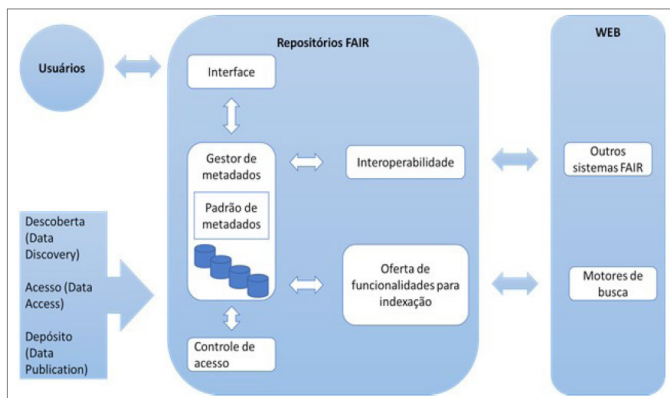 Usuários
Repositórios FAIR
WEB
Interface
Gestor de
metadados
Padrão de
metadados
Interoperabilidade
Outros
sistemas FAIR
Descoberta
(Data
Discovery)
Acesso (Data
Access)
Depósito
(Data
Publication)
Oferta de
funcionalidades para
indexação
Motores de
busca
Controle de
acesso